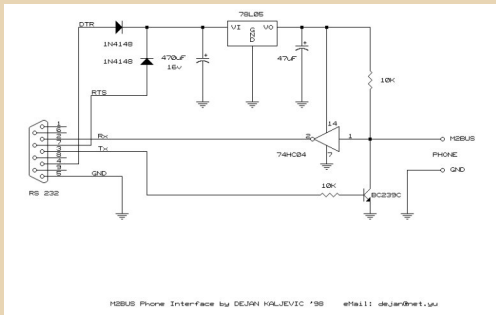 DTR
1N4148
78L05
VI
VO
GND
1N4148
470uF
16v
47uF
10K
RTS
14
Rx
2
1
M2BUS
Tx
74HC04
7
PHONE
GND
GND
10K
BC239C
RS 232
M2BUS Phone Interface by DEJAN KALJEVIC '98 eMail: dejan@net.yu